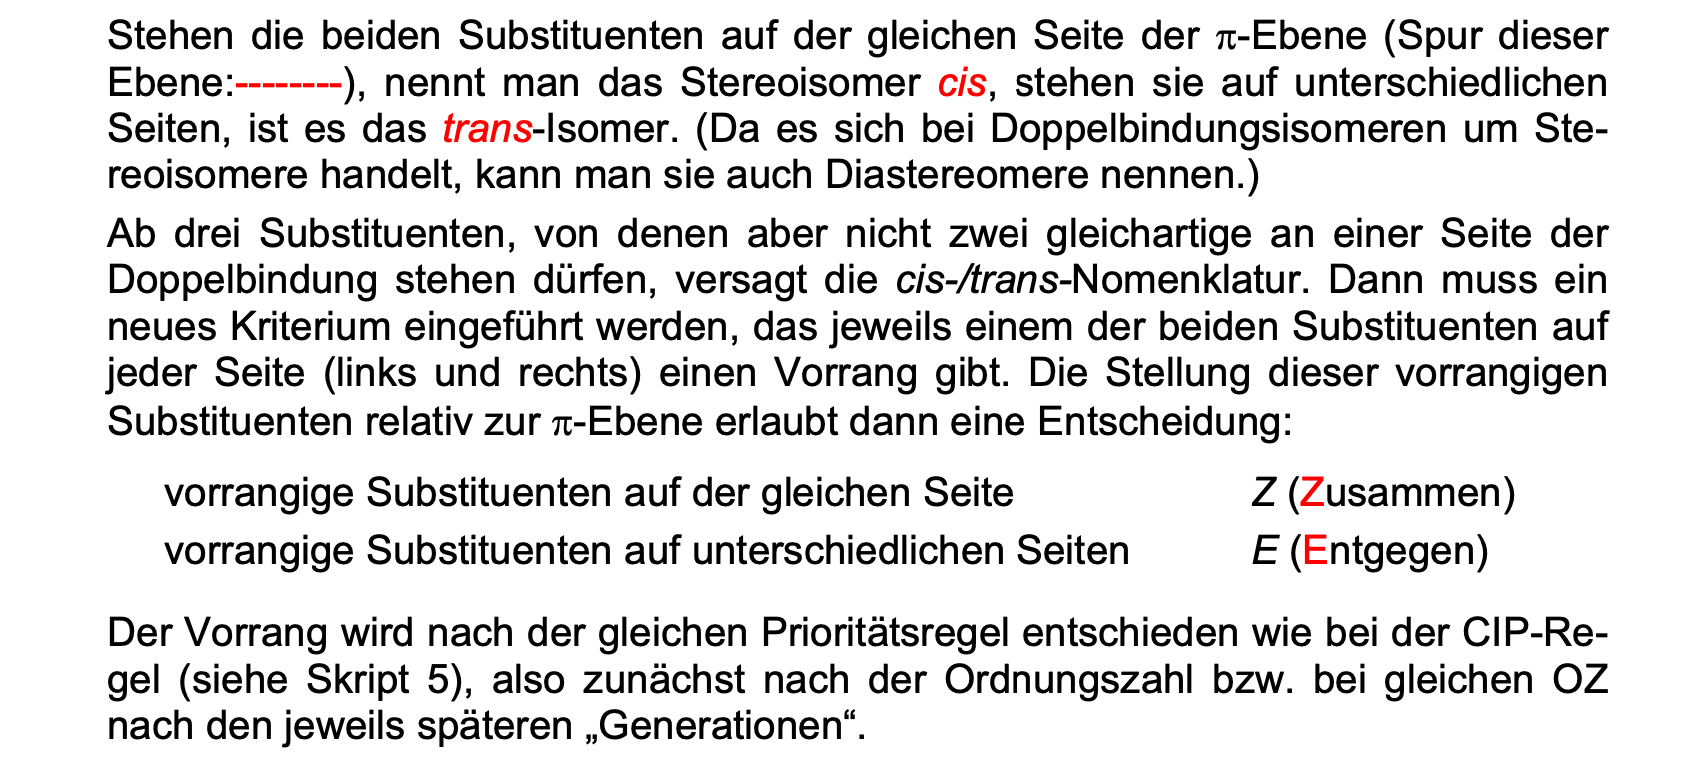 Stehen die beiden Substituenten auf der gleichen Seite der π-Ebene (Spur dieser
Ebene:--------), nennt man das Stereoisomer cis, stehen sie auf unterschiedlichen
Seiten, ist es das trans-Isomer. (Da es sich bei Doppelbindungsisomeren um Ste-
reoisomere handelt, kann man sie auch Diastereomere nennen.)
Ab drei Substituenten, von denen aber nicht zwei gleichartige an einer Seite der
Doppelbindung stehen dürfen, versagt die cis-/trans-Nomenklatur. Dann muss ein
neues Kriterium eingeführt werden, das jeweils einem der beiden Substituenten auf
jeder Seite (links und rechts) einen Vorrang gibt. Die Stellung dieser vorrangigen
Substituenten relativ zur π-Ebene erlaubt dann eine Entscheidung:
vorrangige Substituenten auf der gleichen Seite Z (Zusammen)
vorrangige Substituenten auf unterschiedlichen Seiten E (Entgegen)
Der Vorrang wird nach der gleichen Prioritätsregel entschieden wie bei der CIP-Re-
gel (siehe Skript 5), also zunächst nach der Ordnungszahl bzw. bei gleichen OZ
nach den jeweils späteren „Generationen“.